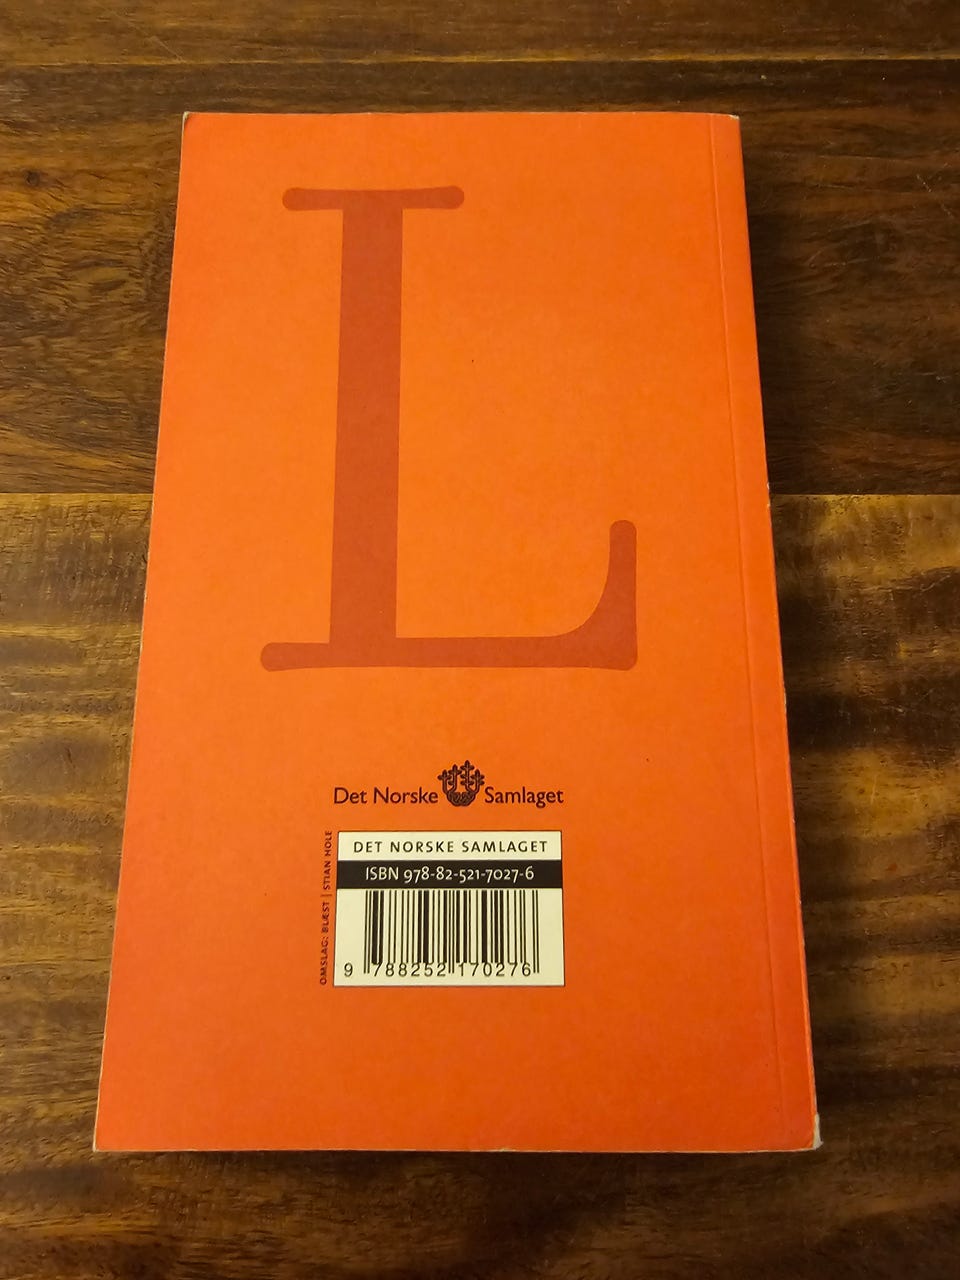 L
Det Norske Samlaget
OMSLAG: BLÆST | STIAN HOLE
DET NORSKE SAMLAGET
ISBN 978-82-521-7027-6
9 788252 170276